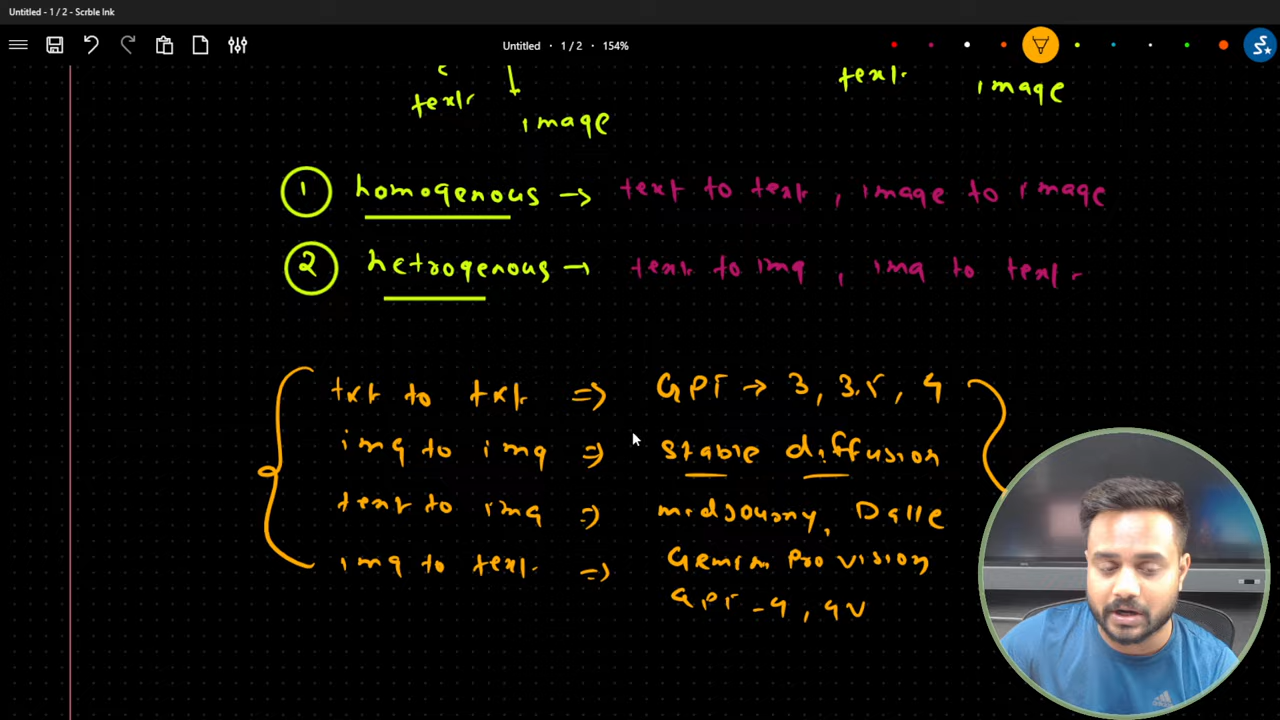 Untitled - 1 / 2 - Scrble Ink
Untitled • 1 / 2 • 154%
text text
image image
1 homogenous → text to text, image to image
2 hetrogenous → text to img, img to text
txt to txt => GPT → 3, 3.5, 4
img to img => stable diffusion
text to img => midjourny, Dalle
img to text => Gemini Pro vision
GPT-4, 4V